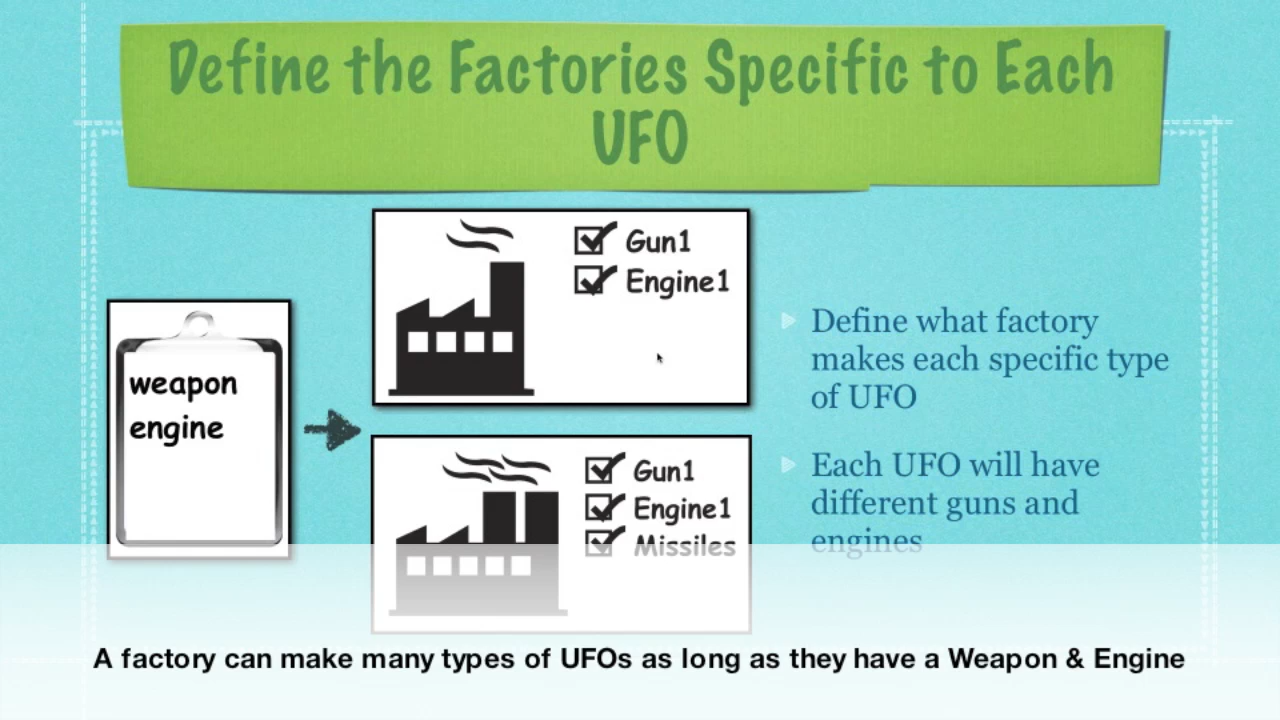 Define the Factories Specific to Each
UFO
weapon
engine
Gun1
Engine1
Gun1
Engine1
Missiles
Define what factory
makes each specific type
of UFO
Each UFO will have
different guns and
engines
A factory can make many types of UFOs as long as they have a Weapon & Engine